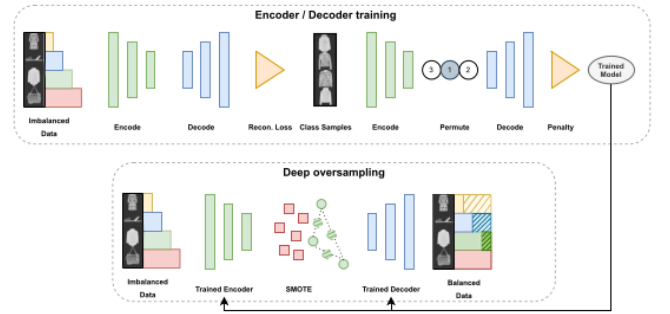 Encoder / Decoder training
3 1 2
Trained
Model
Imbalanced
Data
Encode
Decode
Recon. Loss
Class Samples
Encode
Permute
Decode
Penalty
Deep oversampling
Imbalanced
Data
Trained Encoder
SMOTE
Trained Decoder
Balanced
Data